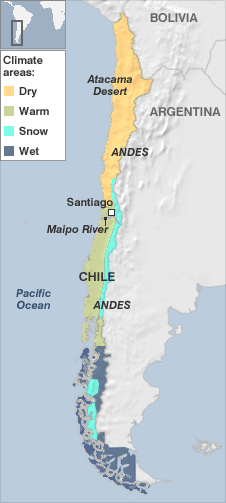 BOLIVIA
Climate
areas:
Dry
Warm
Snow
Wet
Atacama
Desert
ARGENTINA
ANDES
Santiago
Maipo River
CHILE
Pacific
Ocean
ANDES